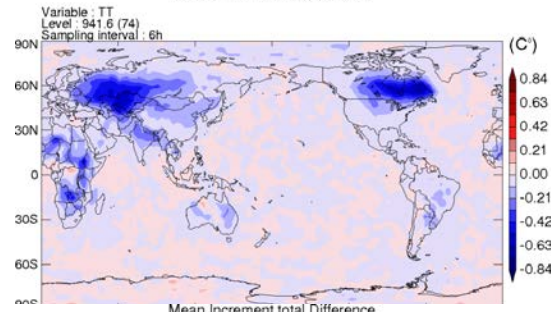 Variable : TT
Level : 941.6 (74)
Sampling interval : 6h
90N
60N
30N
0
30S
60S
90S
(C°)
0.84
0.63
0.42
0.21
0.00
-0.21
-0.42
-0.63
-0.84
Mean Increment total Difference